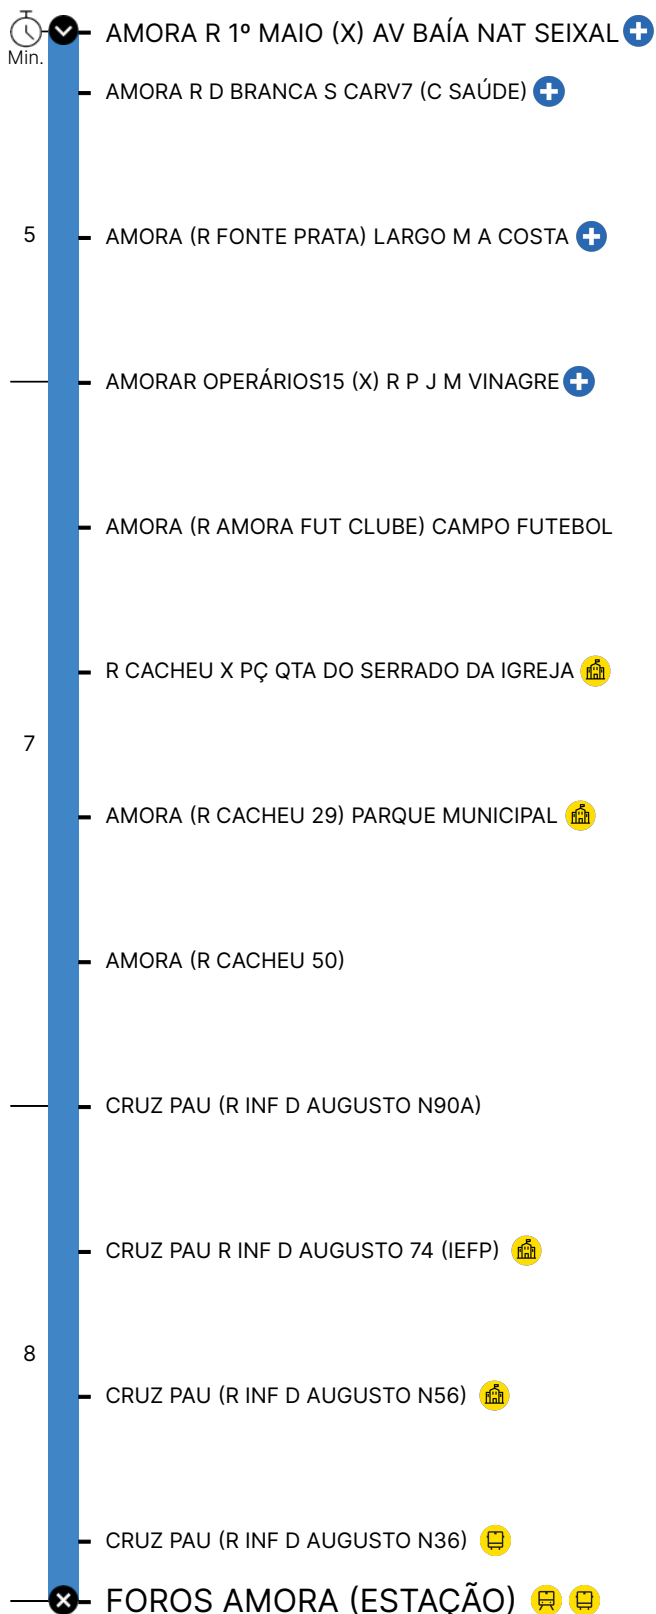 AMORA R 1º MAIO (X) AV BAÍA NAT SEIXAL
Min.
AMORA R D BRANCA S CARV7 (C SAÚDE)
5
AMORA (R FONTE PRATA) LARGO M A COSTA
AMORAR OPERÁRIOS15 (X) R P J M VINAGRE
AMORA (R AMORA FUT CLUBE) CAMPO FUTEBOL
R CACHEU X PÇ QTA DO SERRADO DA IGREJA
7
AMORA (R CACHEU 29) PARQUE MUNICIPAL
AMORA (R CACHEU 50)
CRUZ PAU (R INF D AUGUSTO N90A)
CRUZ PAU R INF D AUGUSTO 74 (IEFP)
8
CRUZ PAU (R INF D AUGUSTO N56)
CRUZ PAU (R INF D AUGUSTO N36)
FOROS AMORA (ESTAÇÃO)